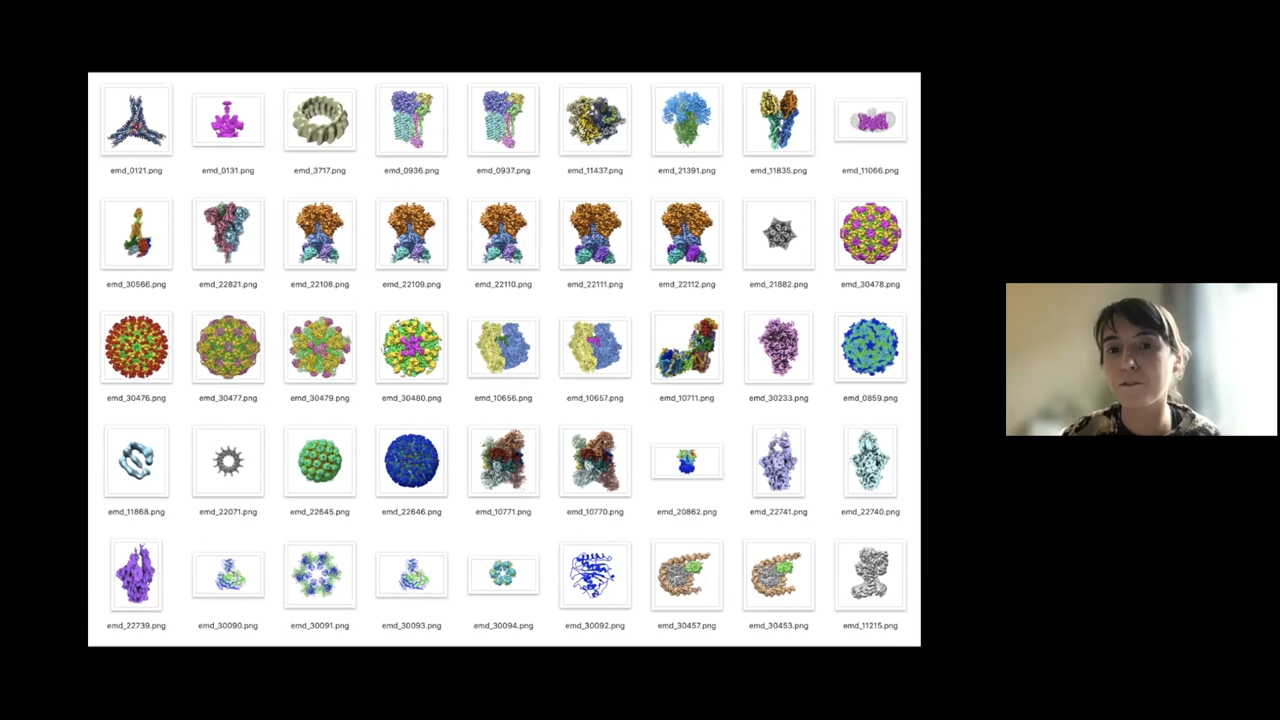 emd_0121.png emd_0131.png emd_3717.png emd_0936.png emd_0937.png emd_11437.png emd_21391.png emd_11835.png emd_11066.png
emd_30566.png emd_22821.png emd_22108.png emd_22109.png emd_22110.png emd_22111.png emd_22112.png emd_21882.png emd_30478.png
emd_30476.png emd_30477.png emd_30479.png emd_30480.png emd_10656.png emd_10657.png emd_10711.png emd_30233.png emd_0859.png
emd_11868.png emd_22071.png emd_22645.png emd_22646.png emd_10771.png emd_10770.png emd_20862.png emd_22741.png emd_22740.png
emd_22739.png emd_30090.png emd_30091.png emd_30093.png emd_30094.png emd_30092.png emd_30457.png emd_30453.png emd_11215.png